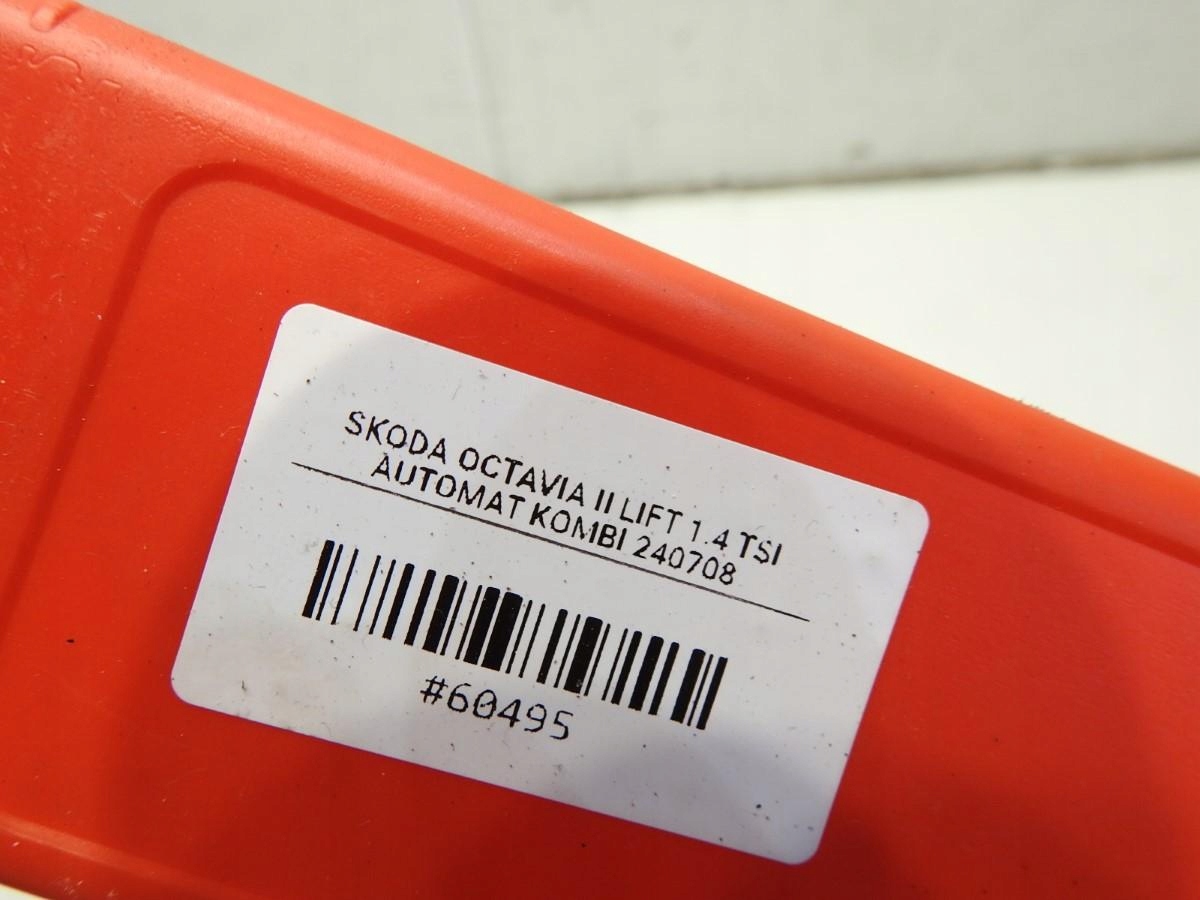 SKODA OCTAVIA II LIFT 1.4 TSI
AUTOMAT KOMBI 240708
#60495